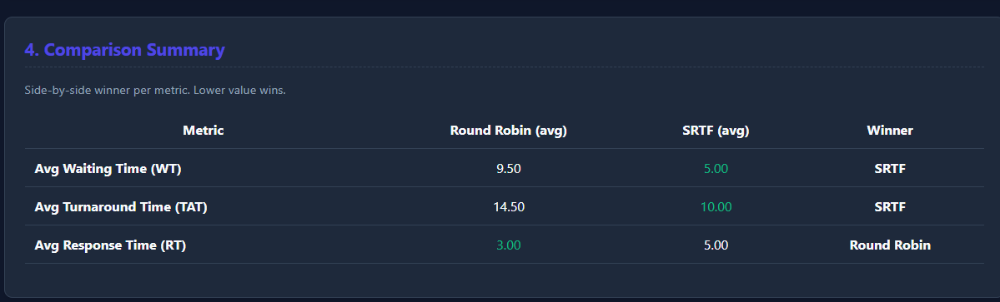 4. Comparison Summary
Side-by-side winner per metric. Lower value wins.
Metric Round Robin (avg) SRTF (avg) Winner
Avg Waiting Time (WT) 9.50 5.00 SRTF
Avg Turnaround Time (TAT) 14.50 10.00 SRTF
Avg Response Time (RT) 3.00 5.00 Round Robin